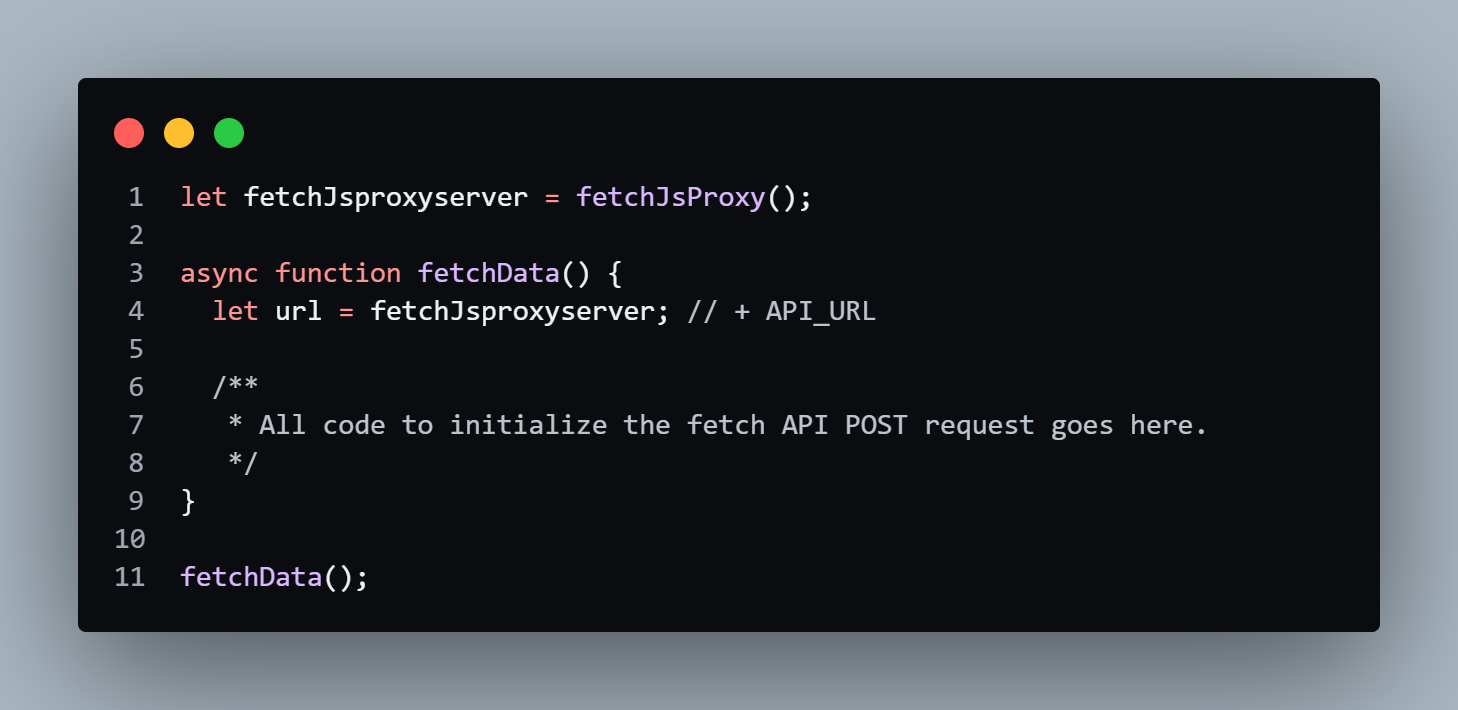 1 let fetchJsproxyserver = fetchJsProxy();
2
3 async function fetchData() {
4   let url = fetchJsproxyserver; // + API_URL
5
6   /**
7    * All code to initialize the fetch API POST request goes here.
8    */
9 }
10
11 fetchData();